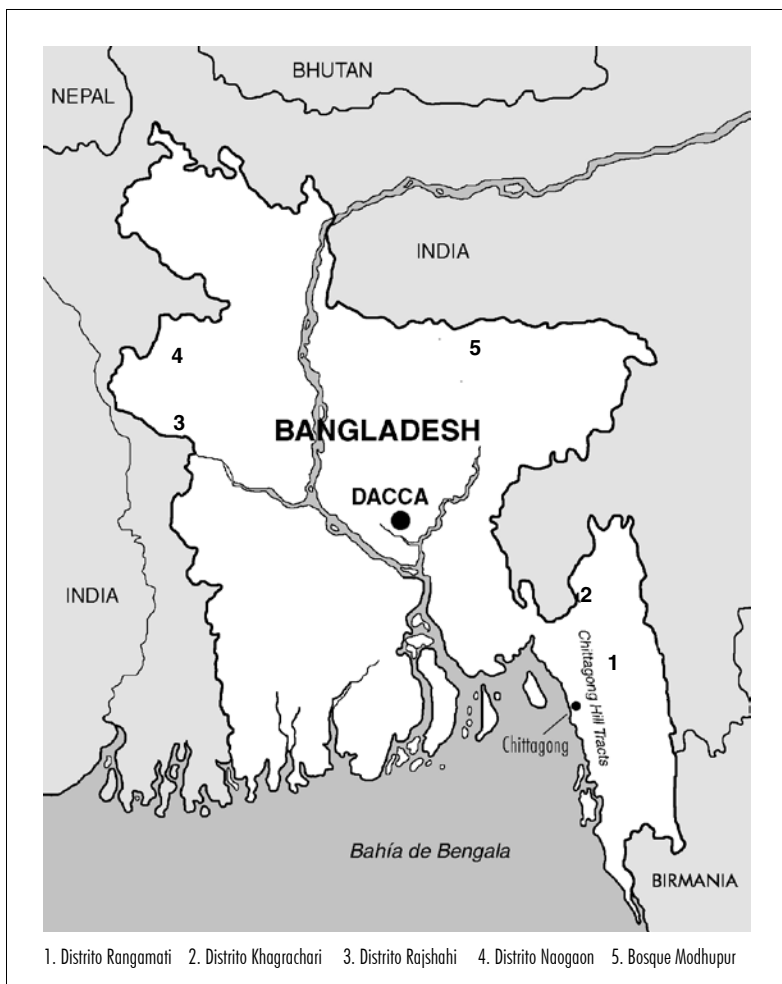 BHUTAN
NEPAL
INDIA
4
5
3
BANGLADESH
DACCA
INDIA
2
1
Chittagong Hill Tracts
Chittagong
Bahía de Bengala
BIRMANIA
1. Distrito Rangamati 2. Distrito Khagrachari 3. Distrito Rajshahi 4. Distrito Naogaon 5. Bosque Modhupur